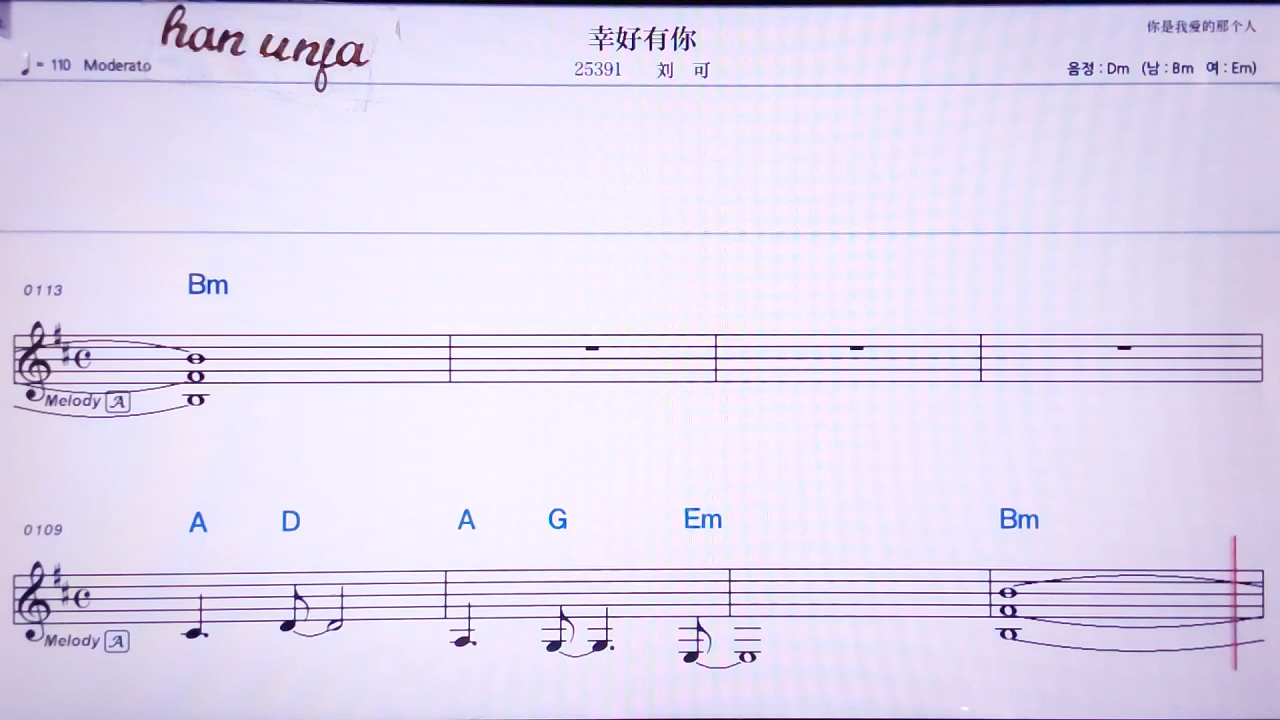 han unfa
幸好有你
你是我爱的那个人
♩= 110 Moderato
25391 刘 可
음정 : Dm (남 : Bm 여 : Em)
0113 Bm
Melody A
0109 A D A G Em Bm
Melody A